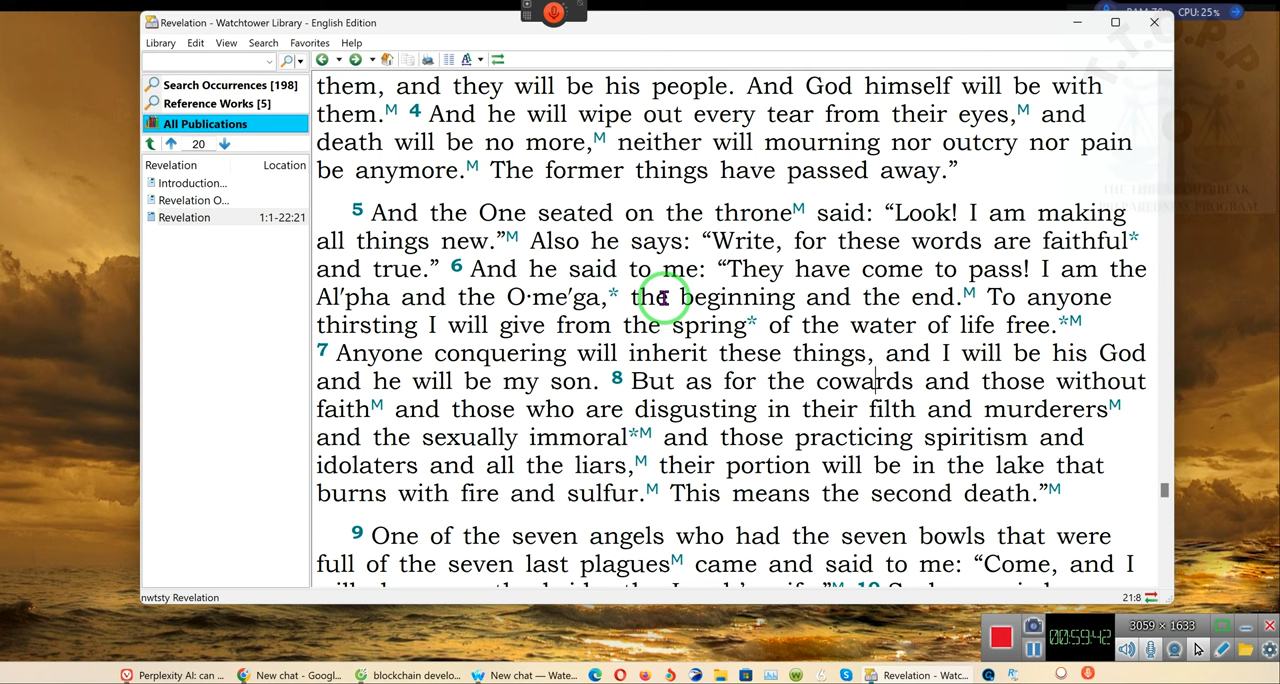 Revelation - Watchtower Library - English Edition
RAM 79% CPU: 25%
Library Edit View Search Favorites Help
T.T.O.P.P.
THE THIRD OUTBREAK
PREPAREDNESS PROGRAM
Search Occurrences [198]
Reference Works [5]
All Publications
20
Revelation Location
Introduction...
Revelation O...
Revelation 1:1-22:21
them, and they will be his people. And God himself will be with
them.M 4 And he will wipe out every tear from their eyes,M and
death will be no more,M neither will mourning nor outcry nor pain
be anymore.M The former things have passed away.”
5 And the One seated on the throneM said: “Look! I am making
all things new.”M Also he says: “Write, for these words are faithful*
and true.” 6 And he said to me: “They have come to pass! I am the
Alʹpha and the O·meʹga,* the beginning and the end.M To anyone
thirsting I will give from the spring* of the water of life free.*M
7 Anyone conquering will inherit these things, and I will be his God
and he will be my son. 8 But as for the cowards and those without
faithM and those who are disgusting in their filth and murderersM
and the sexually immoral*M and those practicing spiritism and
idolaters and all the liars,M their portion will be in the lake that
burns with fire and sulfur.M This means the second death.”M
9 One of the seven angels who had the seven bowls that were
full of the seven last plaguesM came and said to me: “Come, and I
nwtsty Revelation 21:8
00:59:42
3059 × 1633
Perplexity AI: can ... New chat - Googl... blockchain develo... New chat — Wate... Revelation - Watc...